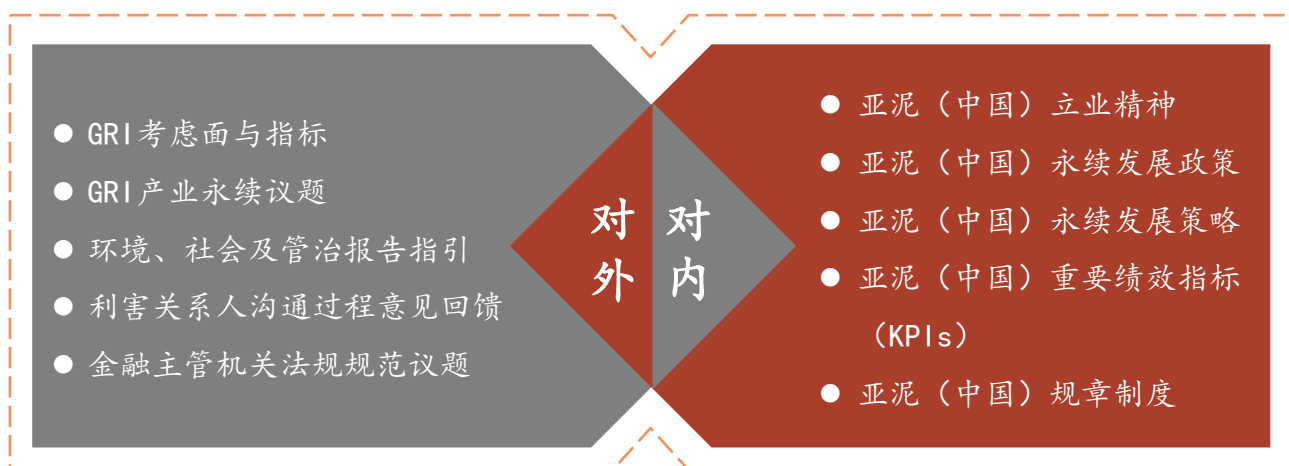 ● GRI考虑面与指标
● GRI产业永续议题
● 环境、社会及管治报告指引
● 利害关系人沟通过程意见回馈
● 金融主管机关法规规范议题
对外
对内
● 亚泥（中国）立业精神
● 亚泥（中国）永续发展政策
● 亚泥（中国）永续发展策略
● 亚泥（中国）重要绩效指标
（KPIs）
● 亚泥（中国）规章制度